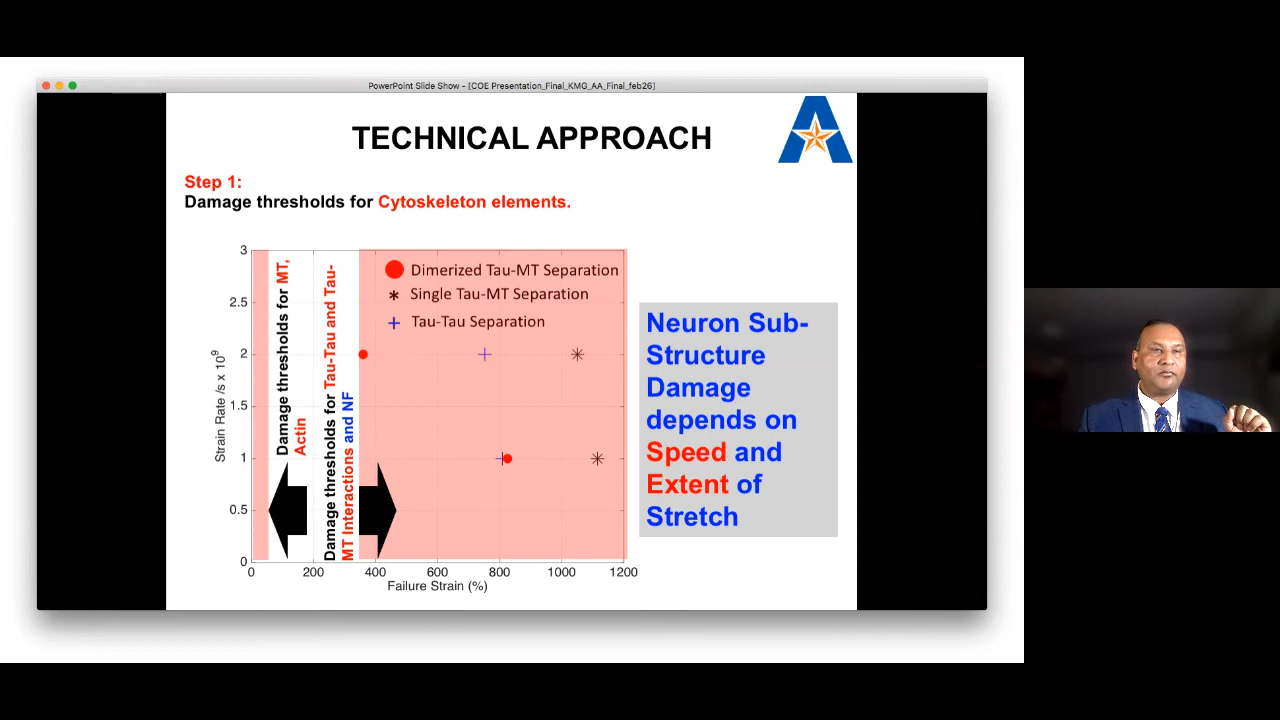 PowerPoint Slide Show - [COE Presentation_Final_KMG_AA_Final_feb26]
TECHNICAL APPROACH
Step 1:
Damage thresholds for Cytoskeleton elements.
3
2.5
2
1.5
1
0.5
0
Strain Rate /s x 10⁹
Damage thresholds for MT,
Actin
Damage thresholds for Tau-Tau and Tau-
MT Interactions and NF
Dimerized Tau-MT Separation
Single Tau-MT Separation
Tau-Tau Separation
0 200 400 600 800 1000 1200
Failure Strain (%)
Neuron Sub-
Structure
Damage
depends on
Speed and
Extent of
Stretch